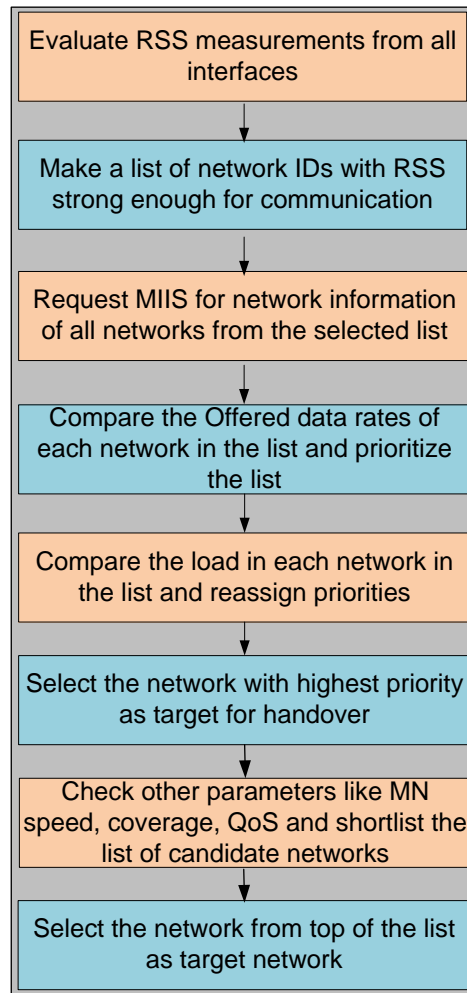 Evaluate RSS measurements from all
interfaces
Make a list of network IDs with RSS
strong enough for communication
Request MIIS for network information
of all networks from the selected list
Compare the Offered data rates of
each network in the list and prioritize
the list
Compare the load in each network in
the list and reassign priorities
Select the network with highest priority
as target for handover
Check other parameters like MN
speed, coverage, QoS and shortlist the
list of candidate networks
Select the network from top of the list
as target network